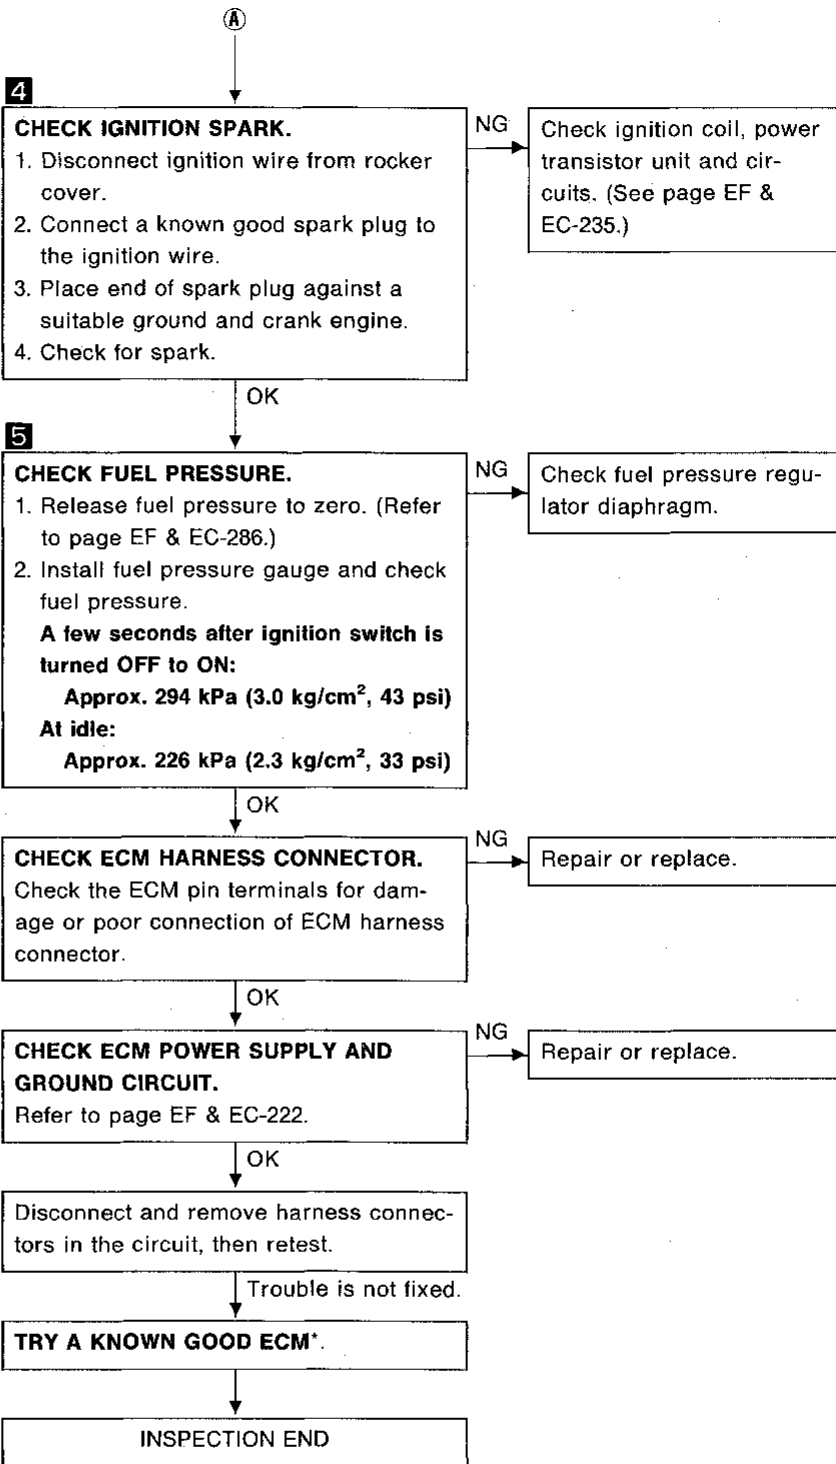 Ⓐ
4
CHECK IGNITION SPARK.
1. Disconnect ignition wire from rocker
cover.
2. Connect a known good spark plug to
the ignition wire.
3. Place end of spark plug against a
suitable ground and crank engine.
4. Check for spark.
NG
Check ignition coil, power
transistor unit and cir-
cuits. (See page EF &
EC-235.)
OK
5
CHECK FUEL PRESSURE.
1. Release fuel pressure to zero. (Refer
to page EF & EC-286.)
2. Install fuel pressure gauge and check
fuel pressure.
A few seconds after ignition switch is
turned OFF to ON:
Approx. 294 kPa (3.0 kg/cm², 43 psi)
At idle:
Approx. 226 kPa (2.3 kg/cm², 33 psi)
NG
Check fuel pressure regu-
lator diaphragm.
OK
CHECK ECM HARNESS CONNECTOR.
Check the ECM pin terminals for dam-
age or poor connection of ECM harness
connector.
NG
Repair or replace.
OK
CHECK ECM POWER SUPPLY AND
GROUND CIRCUIT.
Refer to page EF & EC-222.
NG
Repair or replace.
OK
Disconnect and remove harness connec-
tors in the circuit, then retest.
Trouble is not fixed.
TRY A KNOWN GOOD ECM*.
INSPECTION END